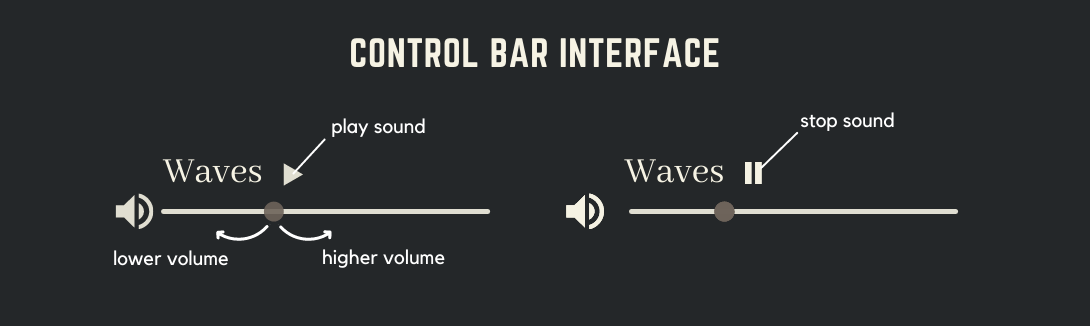 CONTROL BAR INTERFACE
play sound
Waves
lower volume
higher volume
stop sound
Waves